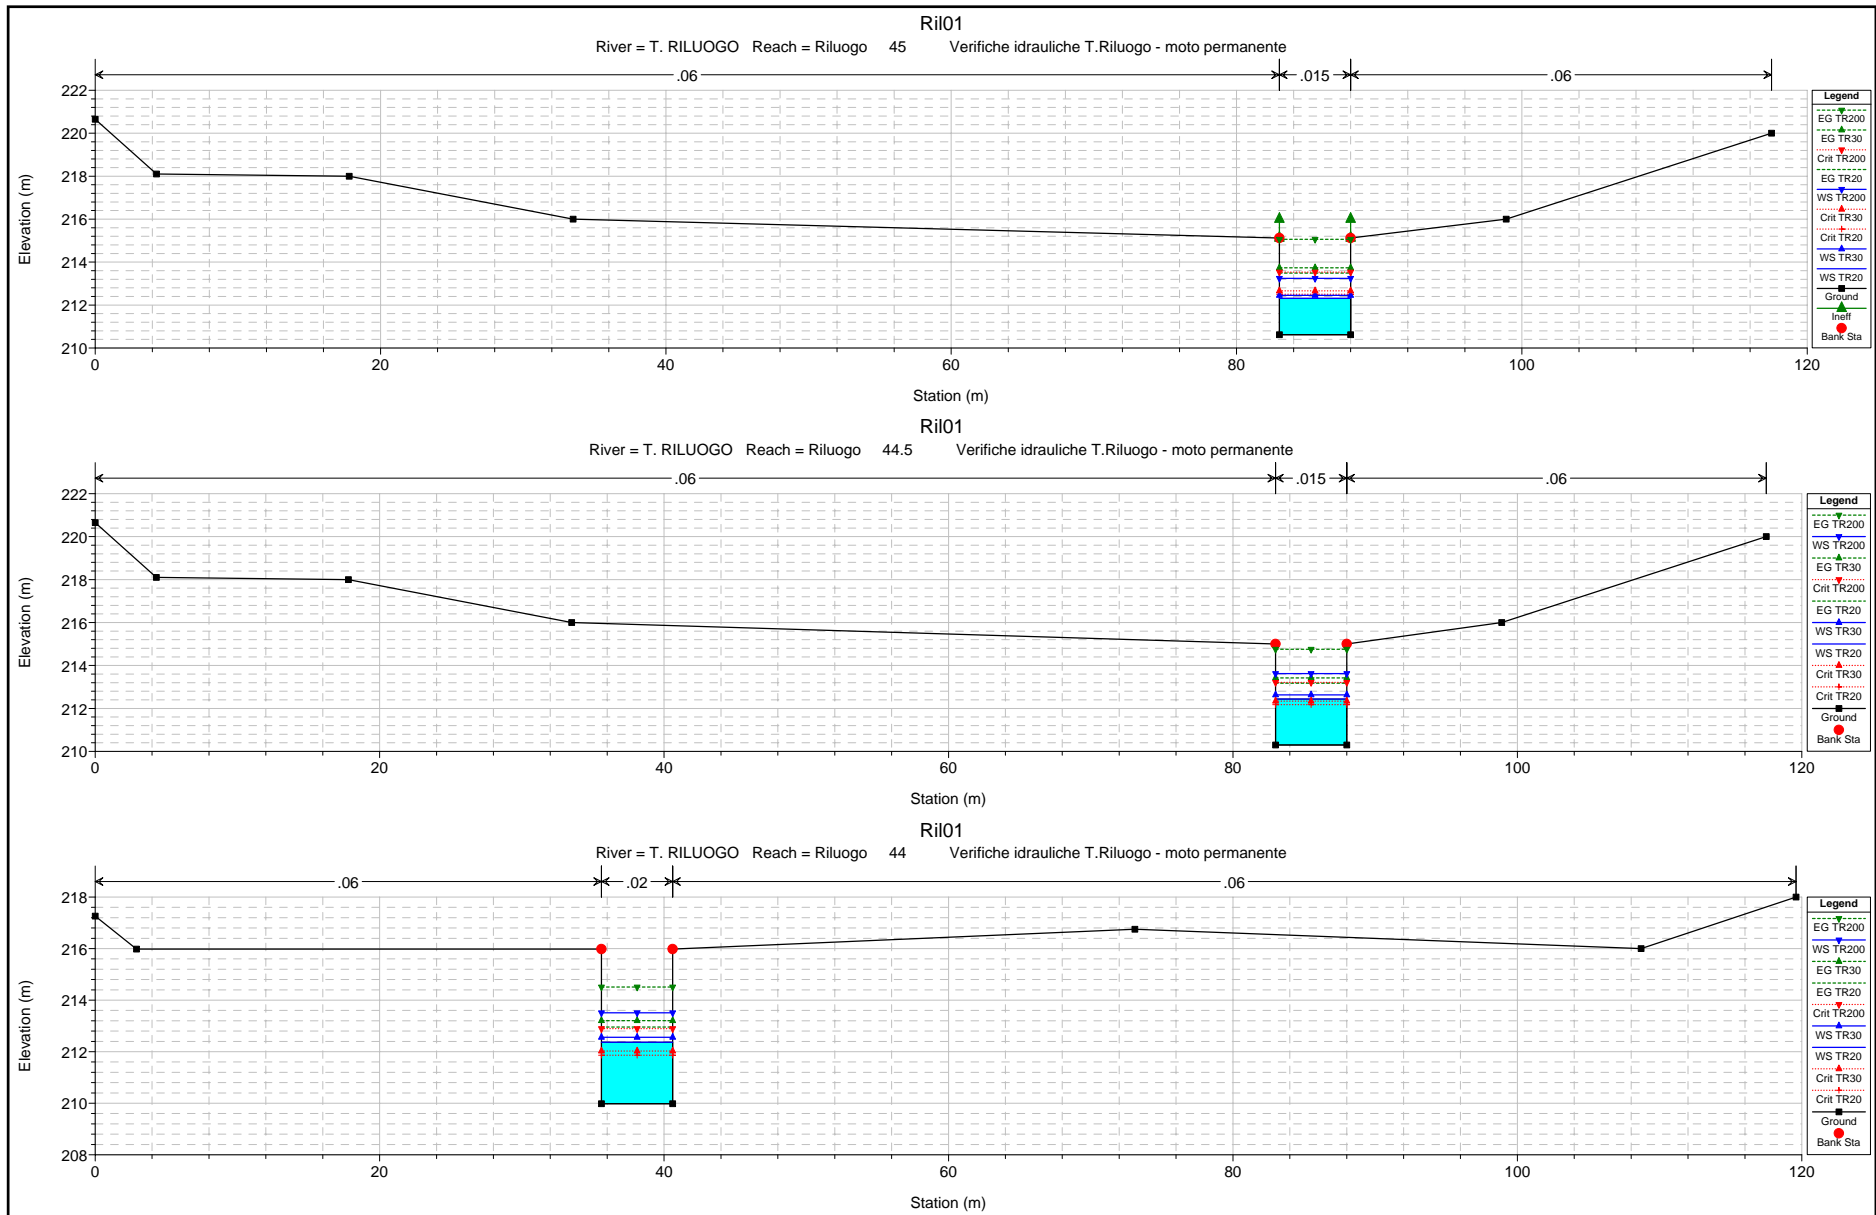 Ril01
River = T. RILUOGO Reach = Riluogo 45 Verifiche idrauliche T.Riluogo - moto permanente
.06 .015 .06
222
220
218
216
214
212
210
Elevation (m)
0 20 40 60 80 100 120
Station (m)
Legend
EG TR200
EG TR30
Crit TR200
EG TR20
WS TR200
Crit TR30
Crit TR20
WS TR30
WS TR20
Ground
Ineff
Bank Sta
Ril01
River = T. RILUOGO Reach = Riluogo 44.5 Verifiche idrauliche T.Riluogo - moto permanente
.06 .015 .06
222
220
218
216
214
212
210
Elevation (m)
0 20 40 60 80 100 120
Station (m)
Legend
EG TR200
WS TR200
EG TR30
Crit TR200
EG TR20
WS TR30
WS TR20
Crit TR30
Crit TR20
Ground
Bank Sta
Ril01
River = T. RILUOGO Reach = Riluogo 44 Verifiche idrauliche T.Riluogo - moto permanente
.06 .02 .06
218
216
214
212
210
208
Elevation (m)
0 20 40 60 80 100 120
Station (m)
Legend
EG TR200
WS TR200
EG TR30
EG TR20
Crit TR200
WS TR30
WS TR20
Crit TR30
Crit TR20
Ground
Bank Sta